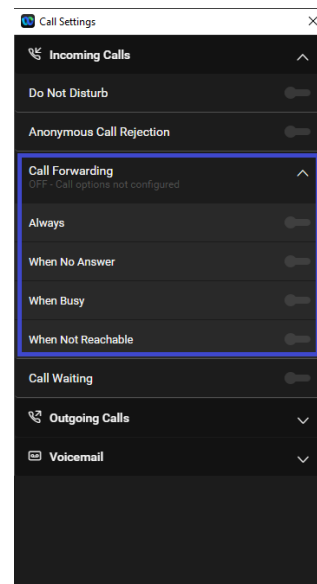 Call Settings
Incoming Calls
Do Not Disturb
Anonymous Call Rejection
Call Forwarding
OFF - Call options not configured
Always
When No Answer
When Busy
When Not Reachable
Call Waiting
Outgoing Calls
Voicemail